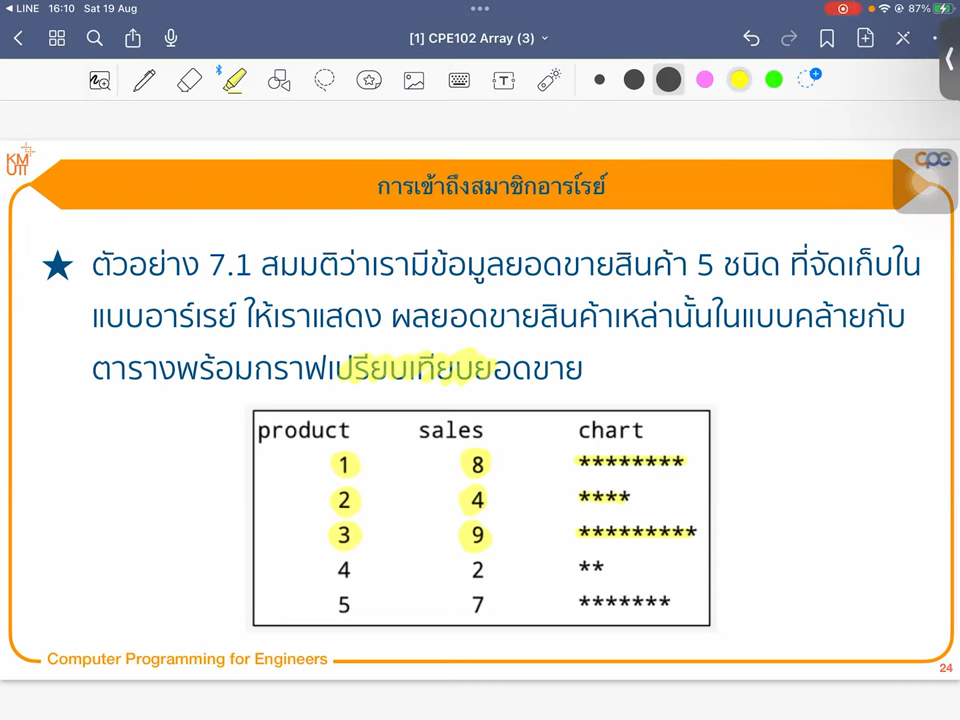 LINE 16:10 Sat 19 Aug 87%
[1] CPE102 Array (3)
KM
UTT
cpe
การเข้าถึงสมาชิกอาร์เรย์
ตัวอย่าง 7.1 สมมติว่าเรามีข้อมูลยอดขายสินค้า 5 ชนิด ที่จัดเก็บใน
แบบอาร์เรย์ ให้เราแสดง ผลยอดขายสินค้าเหล่านั้นในแบบคล้ายกับ
ตารางพร้อมกราฟเปรียบเทียบยอดขาย
product sales chart
1 8 ********
2 4 ****
3 9 *********
4 2 **
5 7 *******
Computer Programming for Engineers
24